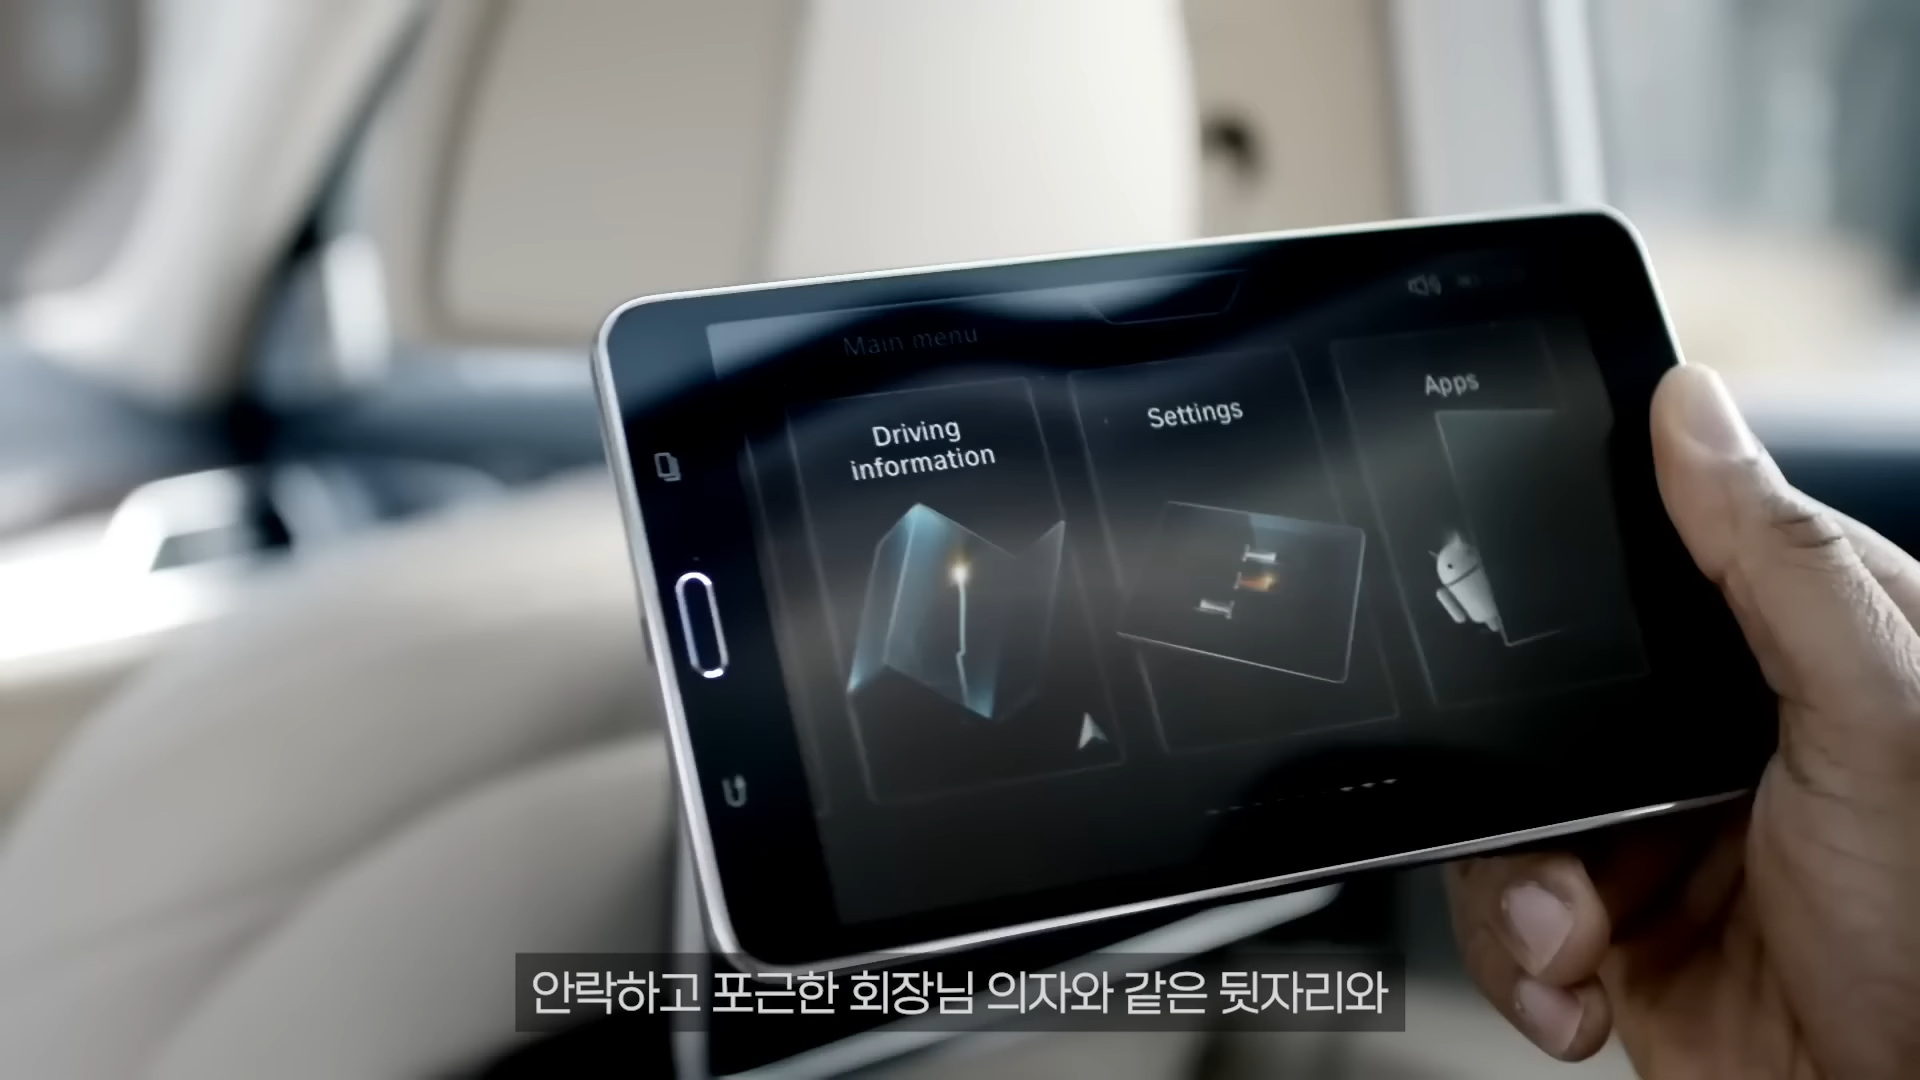 Main menu
Driving
information
Settings
Apps
안락하고 포근한 회장님 의자와 같은 뒷자리와